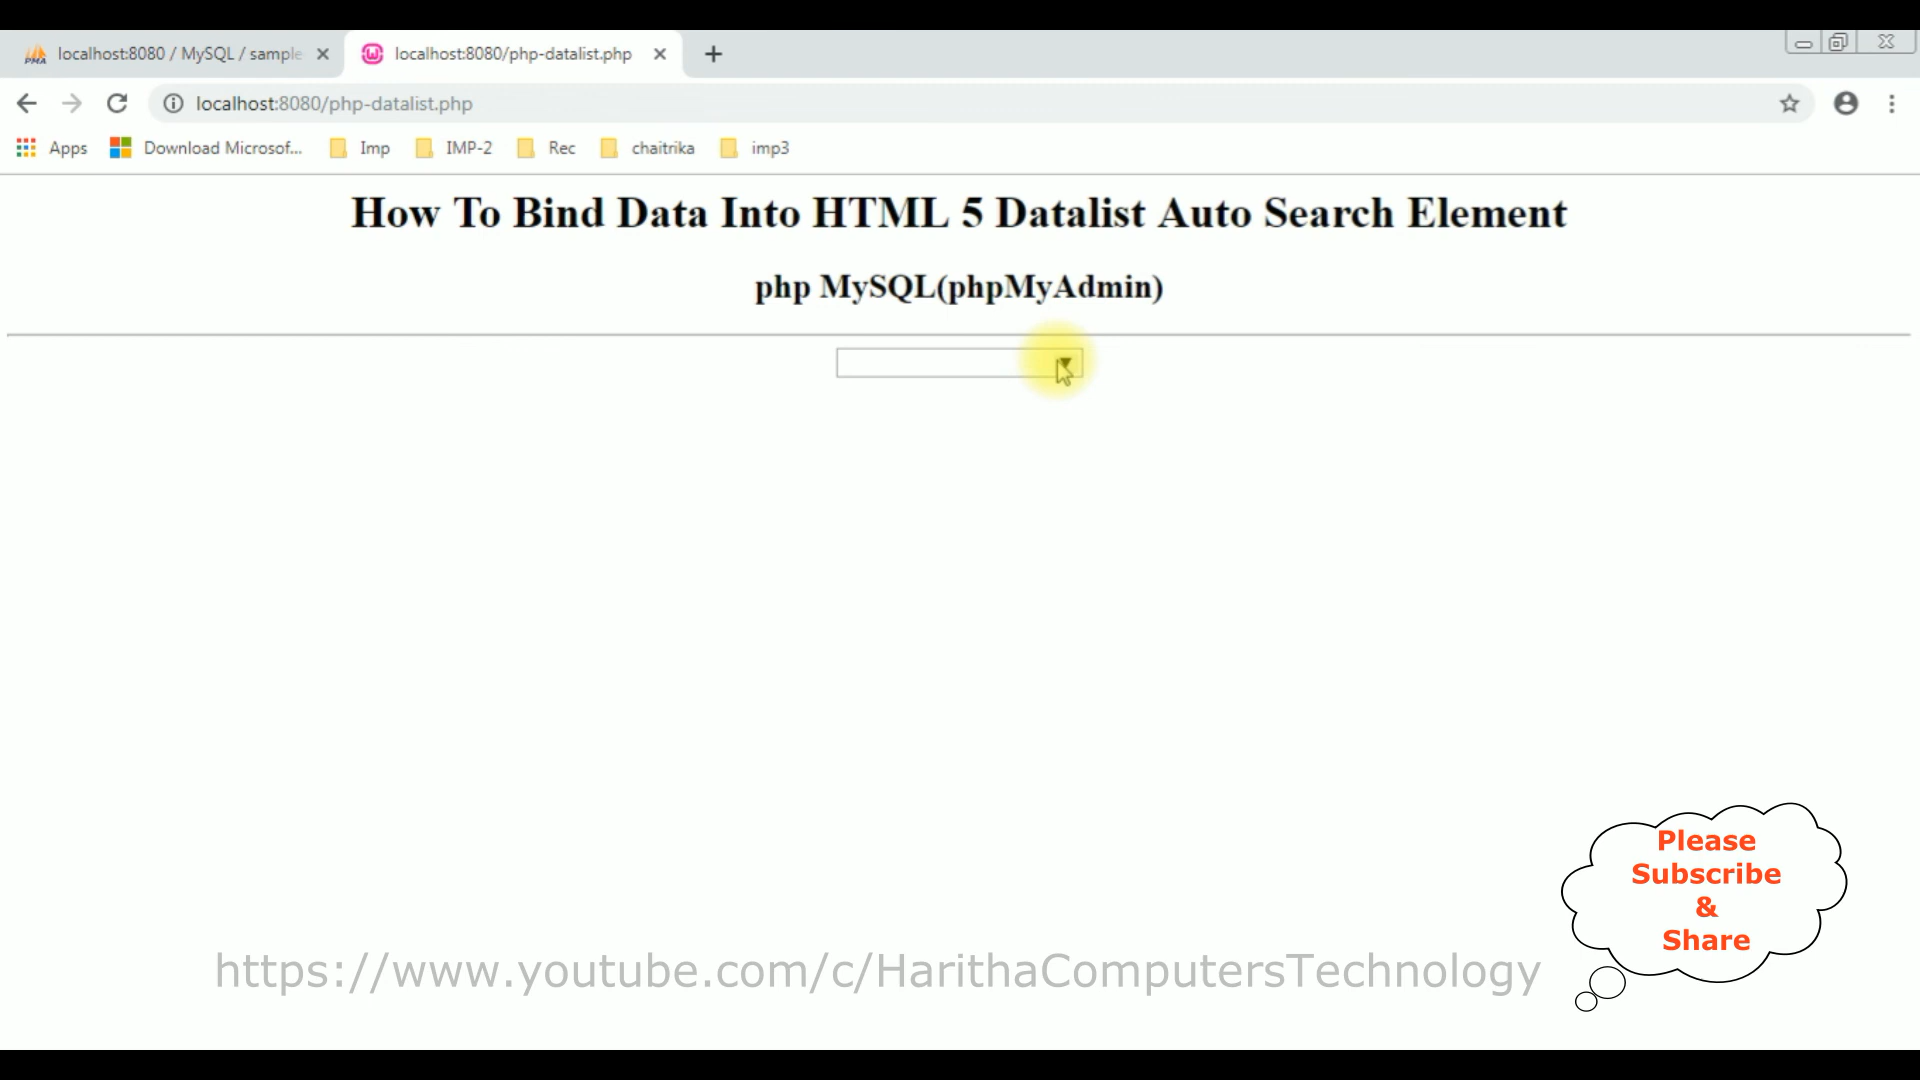 localhost:8080 / MySQL / sample
localhost:8080/php-datalist.php
localhost:8080/php-datalist.php
Apps
Download Microsof...
Imp
IMP-2
Rec
chaitrika
imp3
How To Bind Data Into HTML 5 Datalist Auto Search Element
php MySQL(phpMyAdmin)
Please
Subscribe
&
Share
https://www.youtube.com/c/HarithaComputersTechnology